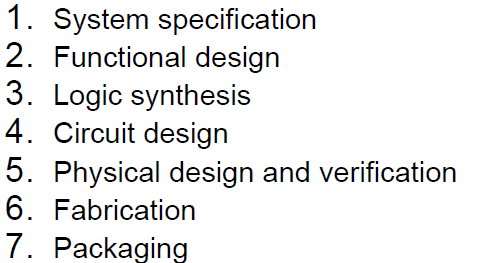 1. System specification
2. Functional design
3. Logic synthesis
4. Circuit design
5. Physical design and verification
6. Fabrication
7. Packaging